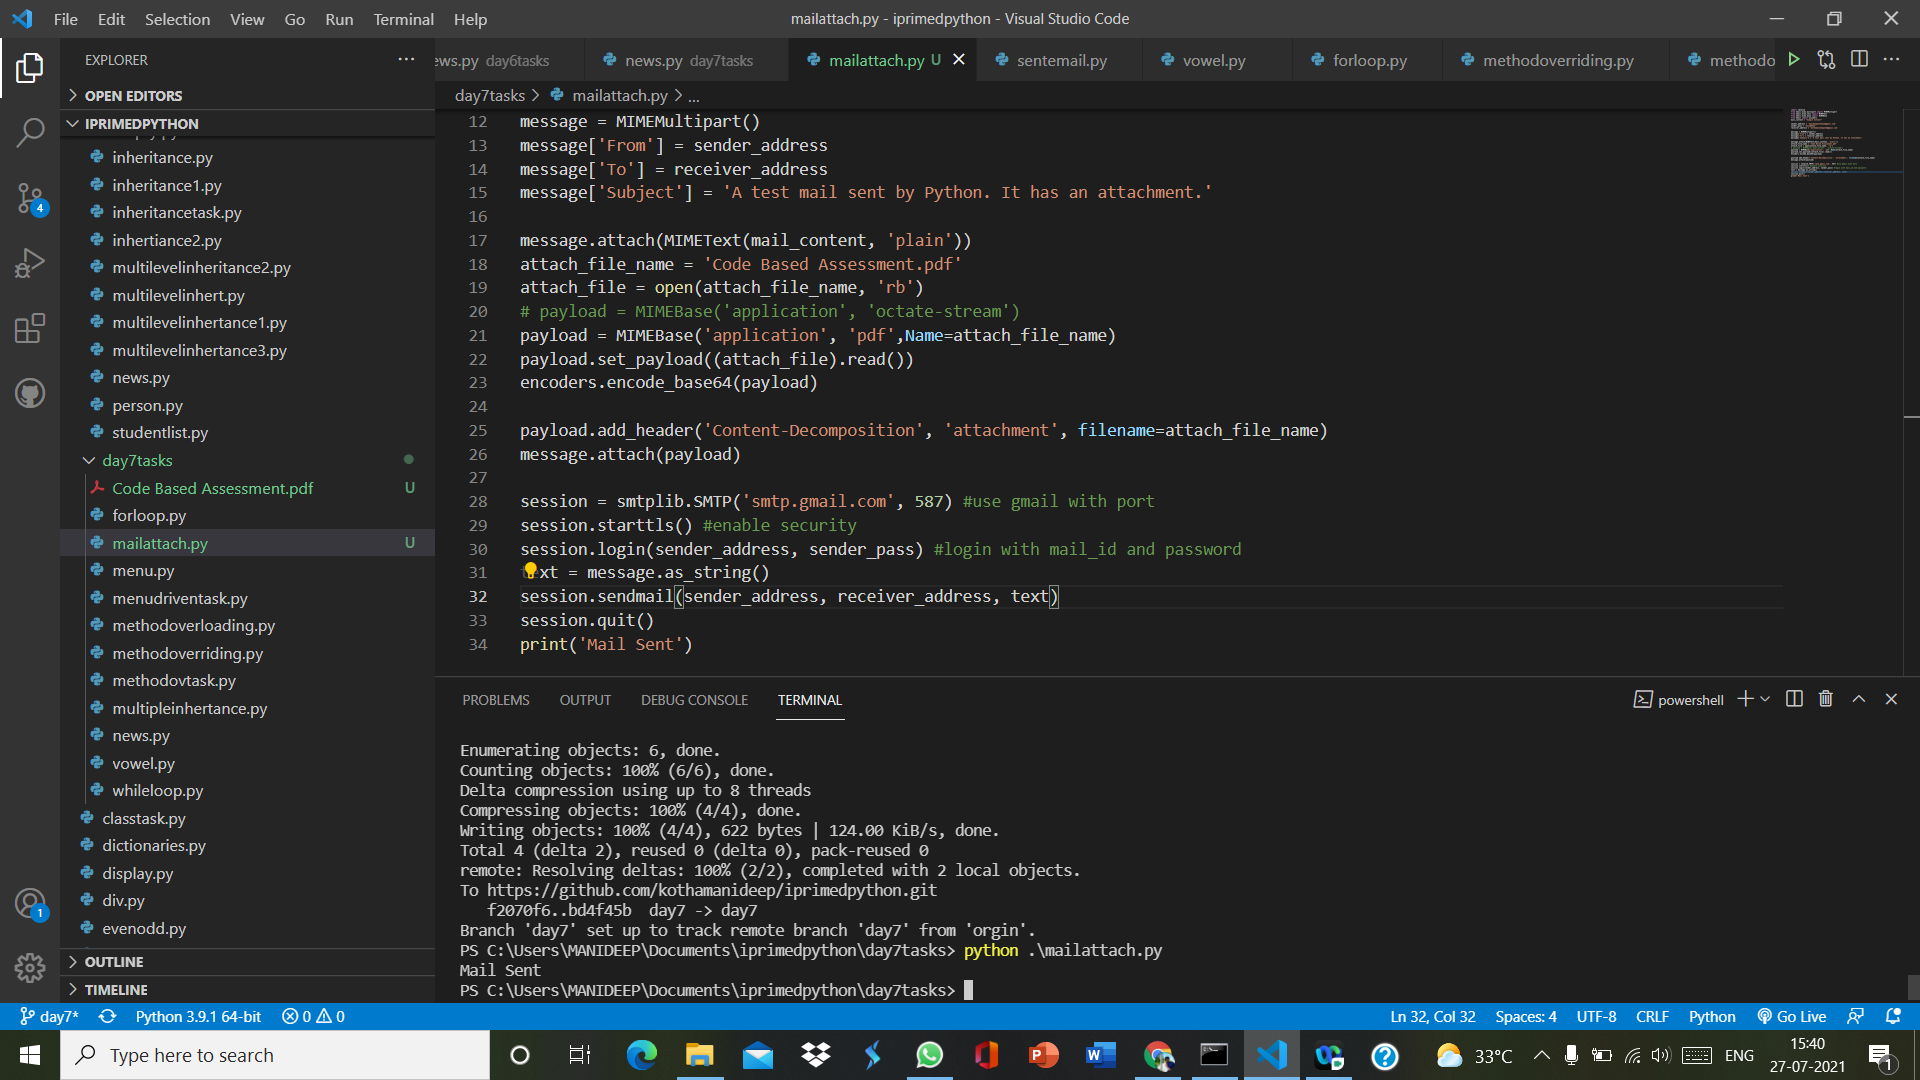 File Edit Selection View Go Run Terminal Help
mailattach.py - iprimedpython - Visual Studio Code
EXPLORER
ews.py day6tasks
news.py day7tasks
mailattach.py U
sentemail.py
vowel.py
forloop.py
methodoverriding.py
methodo
OPEN EDITORS
IPRIMEDPYTHON
inheritance.py
inheritance1.py
inheritancetask.py
inhertiance2.py
multilevelinheritance2.py
multilevelinhert.py
multilevelinhertance1.py
multilevelinhertance3.py
news.py
person.py
studentlist.py
day7tasks
Code Based Assessment.pdf U
forloop.py
mailattach.py U
menu.py
menudriventask.py
methodoverloading.py
methodoverriding.py
methodovtask.py
multipleinhertance.py
news.py
vowel.py
whileloop.py
classtask.py
dictionaries.py
display.py
div.py
evenodd.py
OUTLINE
TIMELINE
4
1
day7tasks > mailattach.py > ...
12 message = MIMEMultipart()
13 message['From'] = sender_address
14 message['To'] = receiver_address
15 message['Subject'] = 'A test mail sent by Python. It has an attachment.'
16
17 message.attach(MIMEText(mail_content, 'plain'))
18 attach_file_name = 'Code Based Assessment.pdf'
19 attach_file = open(attach_file_name, 'rb')
20 # payload = MIMEBase('application', 'octate-stream')
21 payload = MIMEBase('application', 'pdf',Name=attach_file_name)
22 payload.set_payload((attach_file).read())
23 encoders.encode_base64(payload)
24
25 payload.add_header('Content-Decomposition', 'attachment', filename=attach_file_name)
26 message.attach(payload)
27
28 session = smtplib.SMTP('smtp.gmail.com', 587) #use gmail with port
29 session.starttls() #enable security
30 session.login(sender_address, sender_pass) #login with mail_id and password
31 xt = message.as_string()
32 session.sendmail(sender_address, receiver_address, text)
33 session.quit()
34 print('Mail Sent')
PROBLEMS OUTPUT DEBUG CONSOLE TERMINAL
powershell
Enumerating objects: 6, done.
Counting objects: 100% (6/6), done.
Delta compression using up to 8 threads
Compressing objects: 100% (4/4), done.
Writing objects: 100% (4/4), 622 bytes | 124.00 KiB/s, done.
Total 4 (delta 2), reused 0 (delta 0), pack-reused 0
remote: Resolving deltas: 100% (2/2), completed with 2 local objects.
To https://github.com/kothamanideep/iprimedpython.git
f2070f6..bd4f45b day7 -> day7
Branch 'day7' set up to track remote branch 'day7' from 'orgin'.
PS C:\Users\MANIDEEP\Documents\iprimedpython\day7tasks> python .\mailattach.py
Mail Sent
PS C:\Users\MANIDEEP\Documents\iprimedpython\day7tasks>
day7* Python 3.9.1 64-bit 0 0
Ln 32, Col 32 Spaces: 4 UTF-8 CRLF Python Go Live
Type here to search
33°C
ENG
15:40
27-07-2021
1